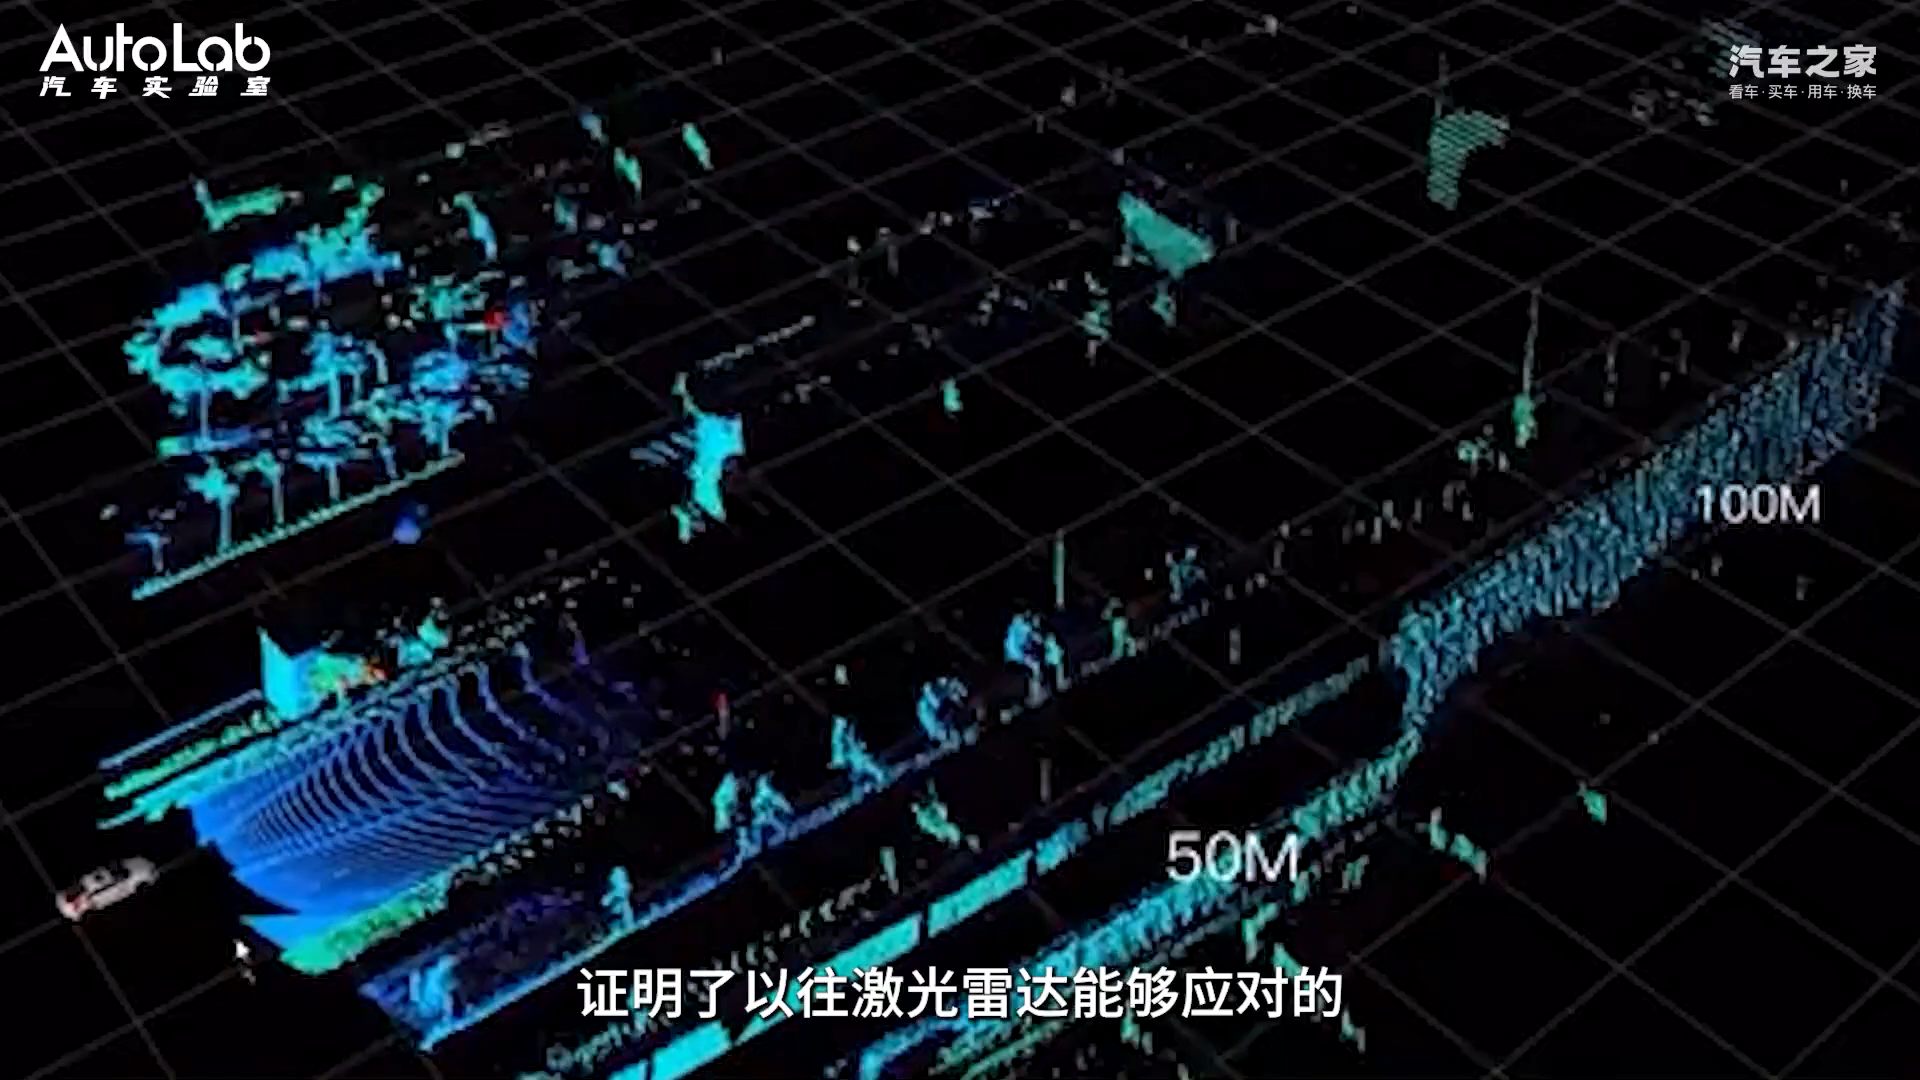 AutoLab
汽车实验室
汽车之家
看车·买车·用车·换车
100M
50M
证明了以往激光雷达能够应对的